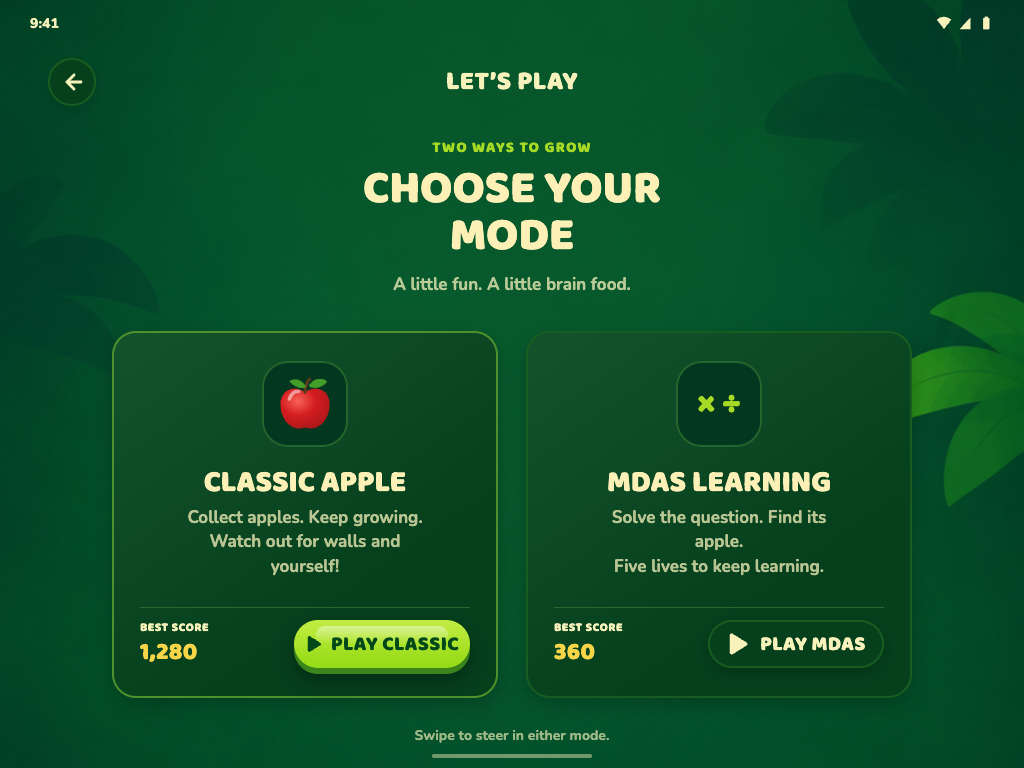 9:41
LET'S PLAY
TWO WAYS TO GROW
CHOOSE YOUR
MODE
A little fun. A little brain food.
CLASSIC APPLE
Collect apples. Keep growing.
Watch out for walls and
yourself!
BEST SCORE
1,280
PLAY CLASSIC
× ÷
MDAS LEARNING
Solve the question. Find its
apple.
Five lives to keep learning.
BEST SCORE
360
PLAY MDAS
Swipe to steer in either mode.